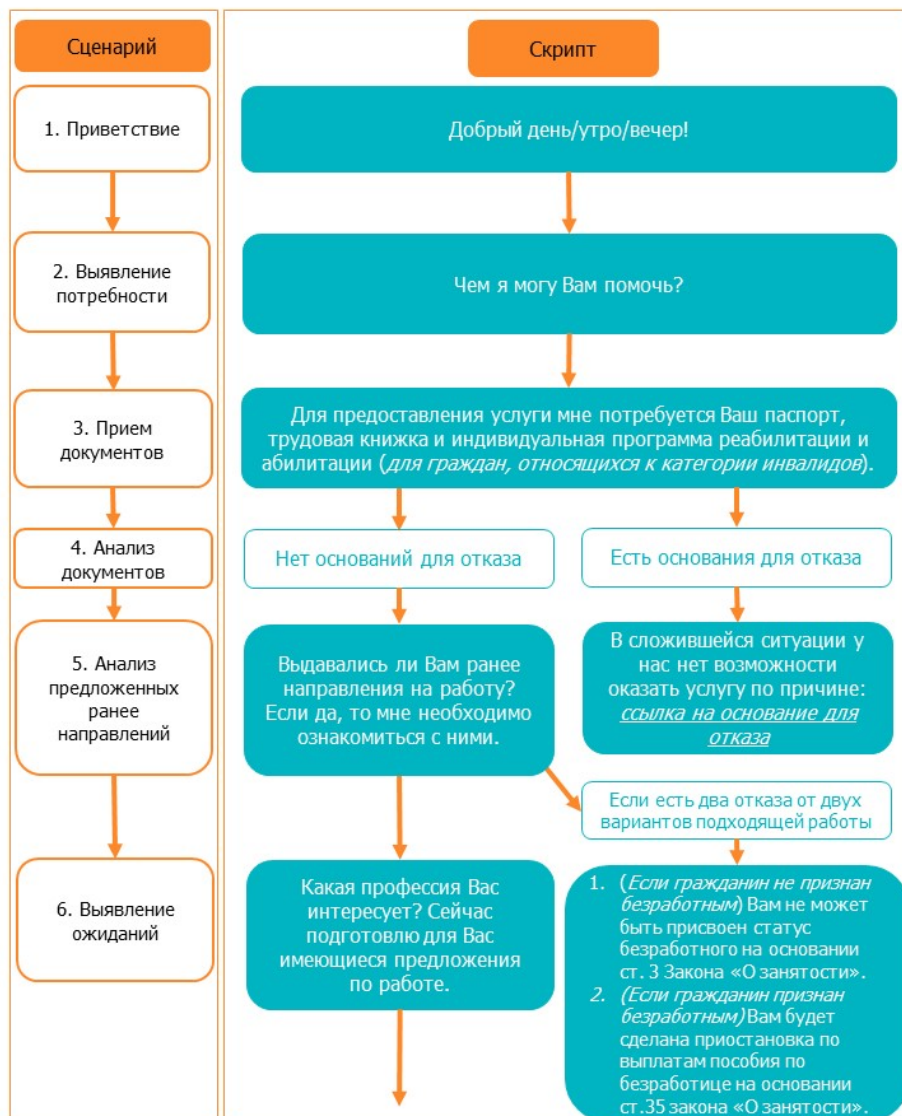 Сценарий
Скрипт
1. Приветствие
Добрый день/утро/вечер!
2. Выявление
потребности
Чем я могу Вам помочь?
3. Прием
документов
Для предоставления услуги мне потребуется Ваш паспорт,
трудовая книжка и индивидуальная программа реабилитации и
абилитации (для граждан, относящихся к категории инвалидов).
4. Анализ
документов
Нет оснований для отказа
Есть основания для отказа
5. Анализ
предложенных
ранее
направлений
Выдавались ли Вам ранее
направления на работу?
Если да, то мне необходимо
ознакомиться с ними.
В сложившейся ситуации у
нас нет возможности
оказать услугу по причине:
ссылка на основание для
отказа
Если есть два отказа от двух
вариантов подходящей работы
6. Выявление
ожиданий
Какая профессия Вас
интересует? Сейчас
подготовлю для Вас
имеющиеся предложения
по работе.
1. (Если гражданин не признан
безработным) Вам не может
быть присвоен статус
безработного на основании
ст. 3 Закона «О занятости».
2. (Если гражданин признан
безработным) Вам будет
сделана приостановка по
выплатам пособия по
безработице на основании
ст.35 закона «О занятости».